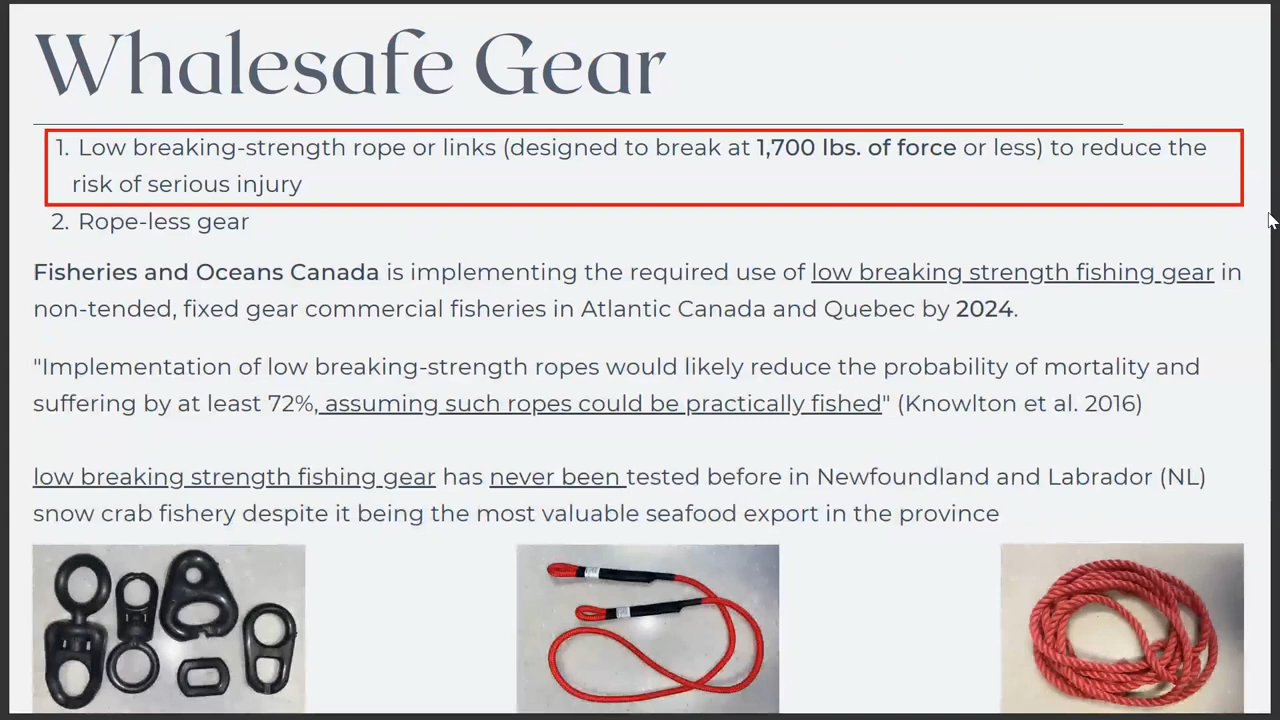 Whalesafe Gear
1. Low breaking-strength rope or links (designed to break at 1,700 lbs. of force or less) to reduce the
risk of serious injury
2. Rope-less gear
Fisheries and Oceans Canada is implementing the required use of low breaking strength fishing gear in
non-tended, fixed gear commercial fisheries in Atlantic Canada and Quebec by 2024.
"Implementation of low breaking-strength ropes would likely reduce the probability of mortality and
suffering by at least 72%, assuming such ropes could be practically fished" (Knowlton et al. 2016)
low breaking strength fishing gear has never been tested before in Newfoundland and Labrador (NL)
snow crab fishery despite it being the most valuable seafood export in the province